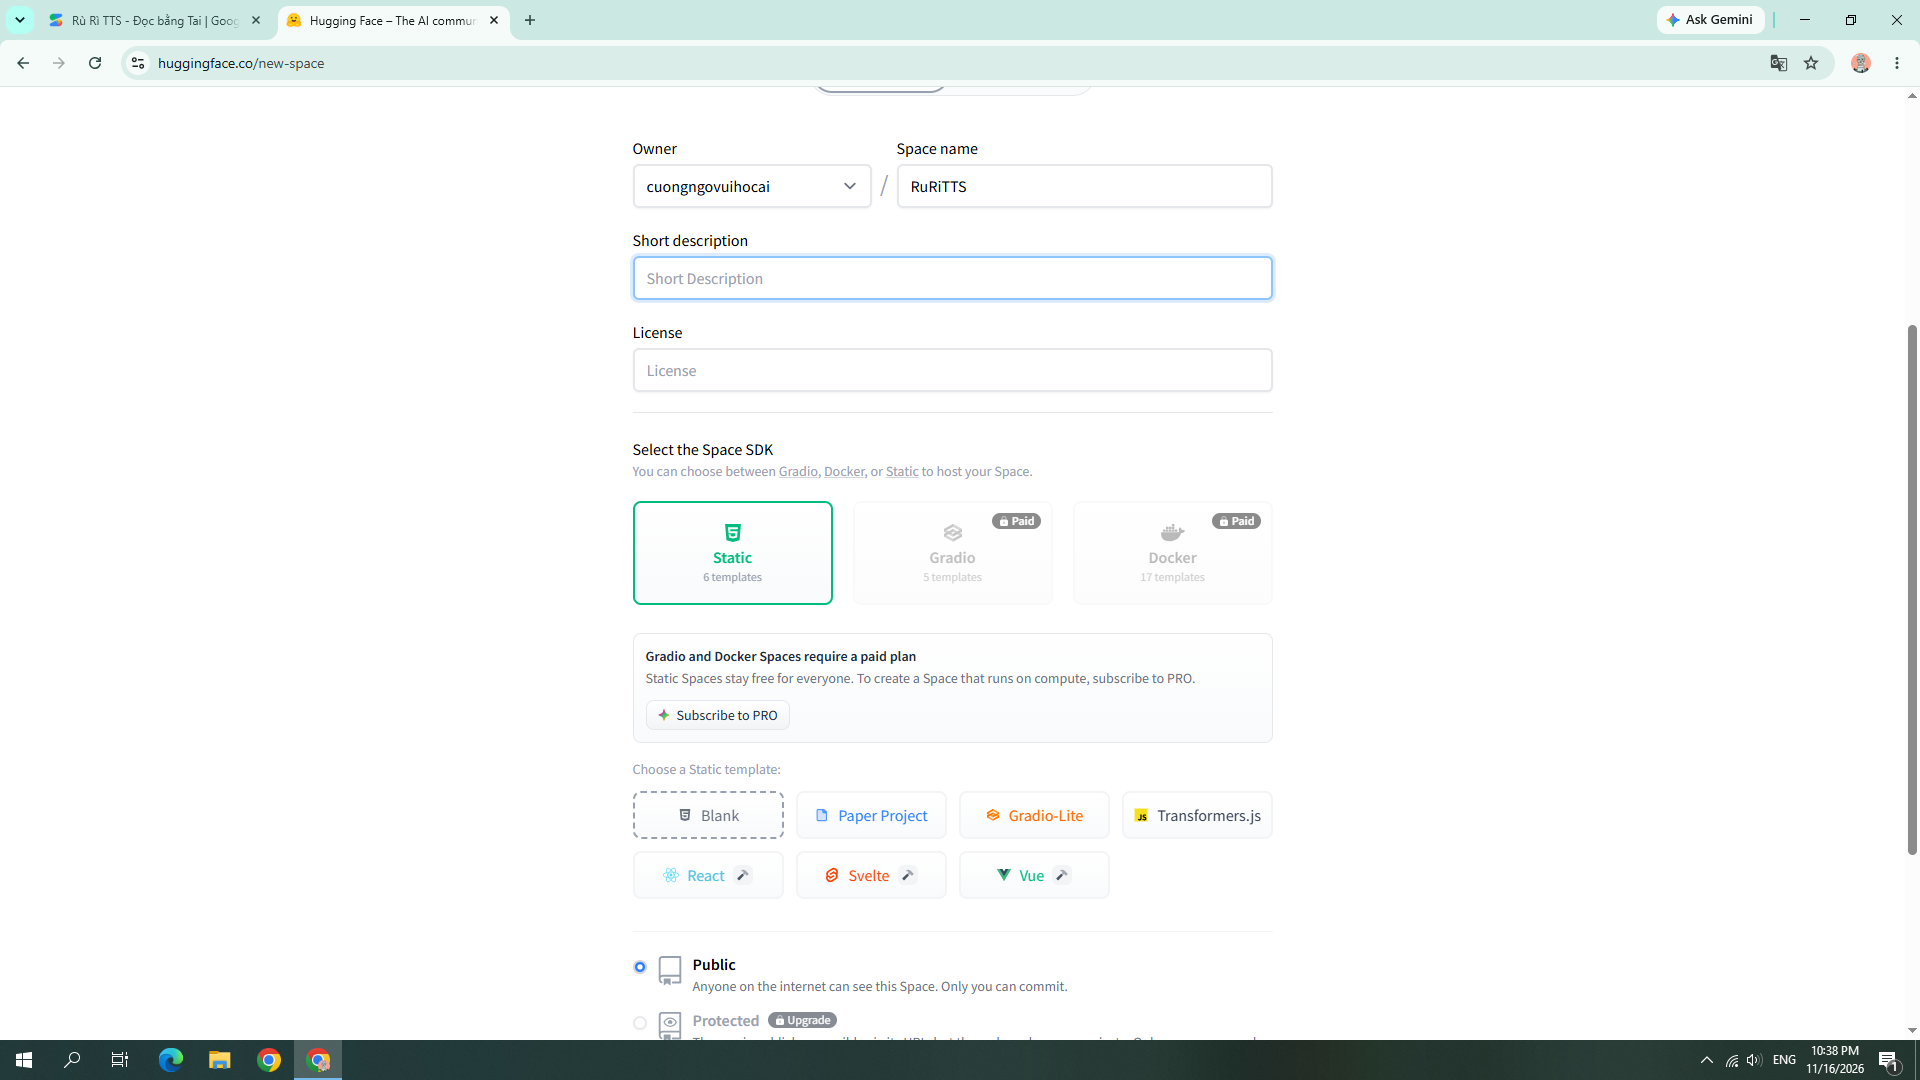 Rù Rì TTS - Đọc bằng Tai | Goog
Hugging Face – The AI commun
Ask Gemini
huggingface.co/new-space
Owner
Space name
cuongngovuihocai
/
RuRiTTS
Short description
Short Description
License
License
Select the Space SDK
You can choose between Gradio, Docker, or Static to host your Space.
Static
6 templates
Paid
Gradio
5 templates
Paid
Docker
17 templates
Gradio and Docker Spaces require a paid plan
Static Spaces stay free for everyone. To create a Space that runs on compute, subscribe to PRO.
Subscribe to PRO
Choose a Static template:
Blank
Paper Project
Gradio-Lite
JS Transformers.js
React
Svelte
Vue
Public
Anyone on the internet can see this Space. Only you can commit.
Protected
Upgrade
ENG
10:38 PM
11/16/2026
1